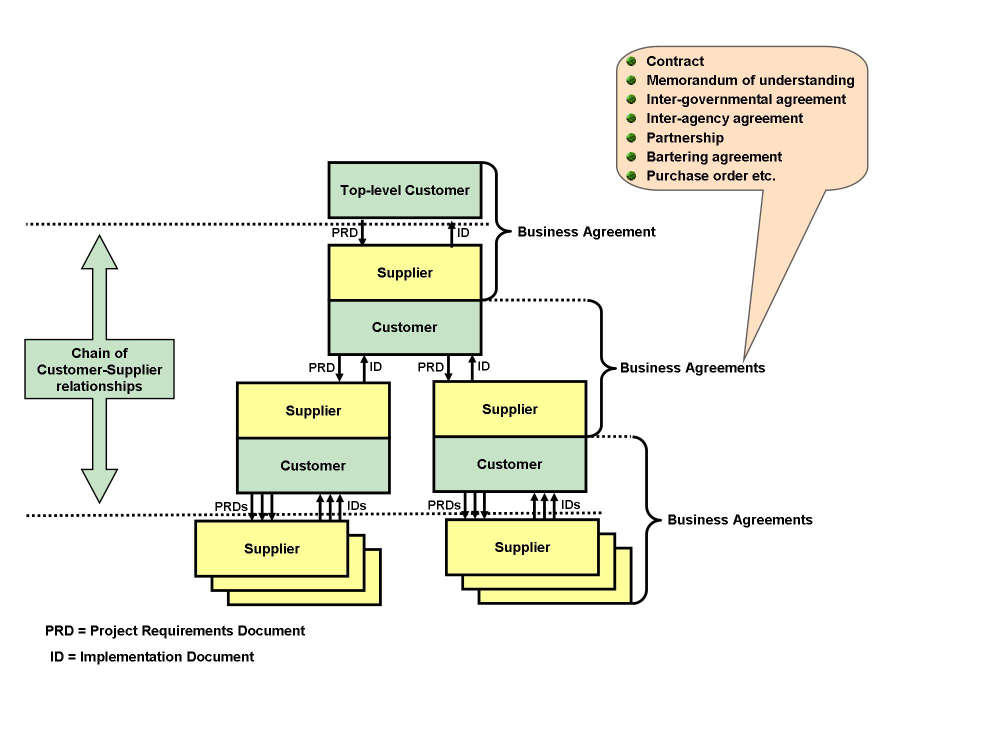 Contract
Memorandum of understanding
Inter-governmental agreement
Inter-agency agreement
Partnership
Bartering agreement
Purchase order etc.
Top-level Customer
PRD
ID
Business Agreement
Supplier
Customer
Chain of
Customer-Supplier
relationships
PRD
ID
PRD
ID
Business Agreements
Supplier
Supplier
Customer
Customer
PRDs
IDs
PRDs
IDs
Business Agreements
Supplier
Supplier
PRD = Project Requirements Document
ID = Implementation Document